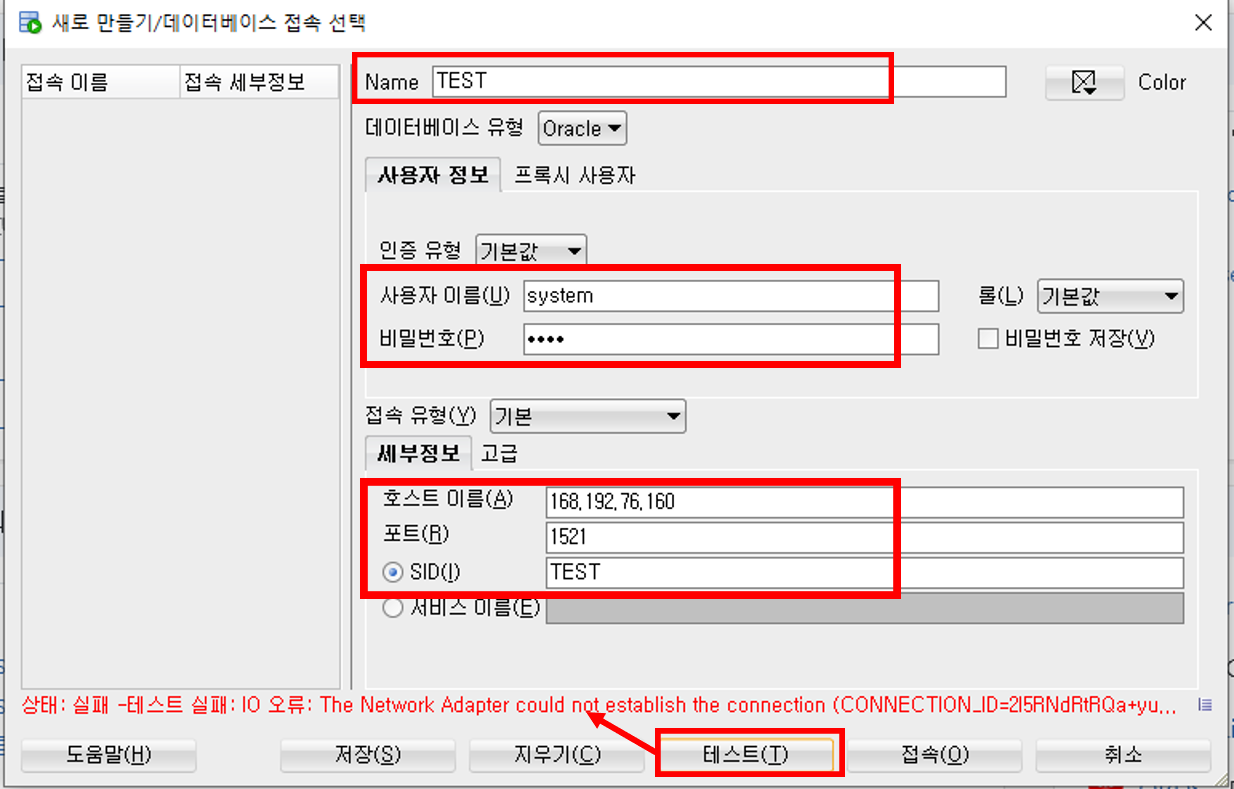 새로 만들기/데이터베이스 접속 선택
접속 이름 접속 세부정보
Name TEST Color
데이터베이스 유형 Oracle
사용자 정보 프록시 사용자
인증 유형 기본값
사용자 이름(U) system 롤(L) 기본값
비밀번호(P) •••• 비밀번호 저장(V)
접속 유형(Y) 기본
세부정보 고급
호스트 이름(A) 168,192,76,160
포트(R) 1521
SID(I) TEST
서비스 이름(E)
상태: 실패 -테스트 실패: IO 오류: The Network Adapter could not establish the connection (CONNECTION_ID=2I5RNdRtRQa+yu...
도움말(H) 저장(S) 지우기(C) 테스트(T) 접속(O) 취소